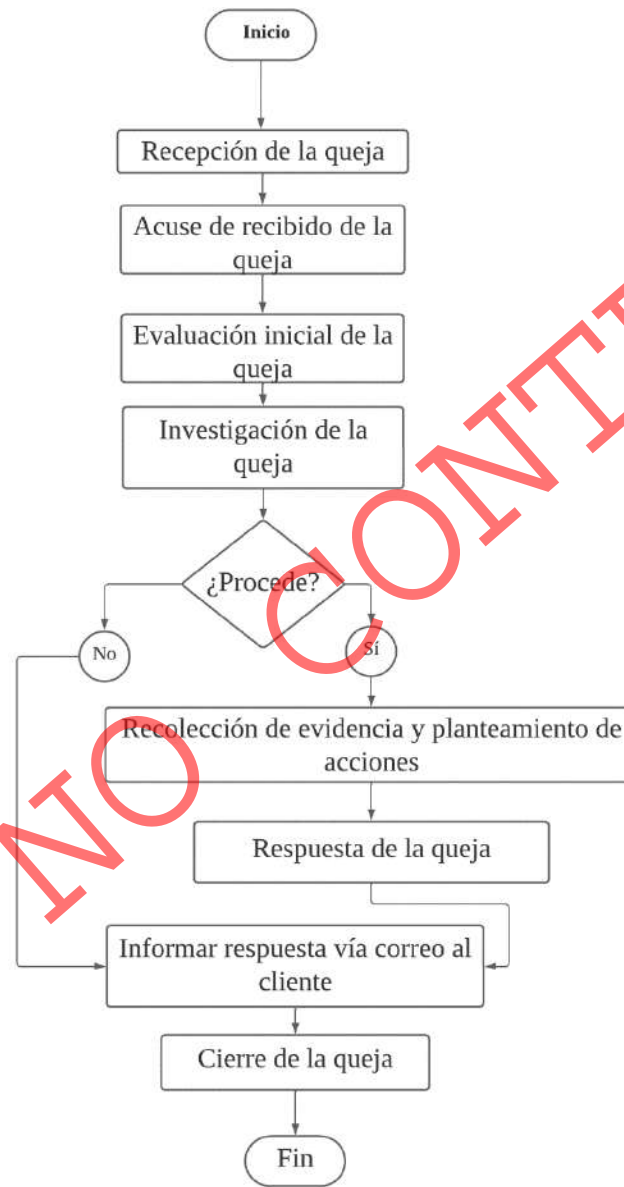 Inicio
Recepción de la queja
Acuse de recibido de la
queja
Evaluación inicial de la
queja
Investigación de la
queja
¿Procede?
No
Sí
Recolección de evidencia y planteamiento de
acciones
Respuesta de la queja
Informar respuesta vía correo al
cliente
Cierre de la queja
Fin
NO CONT